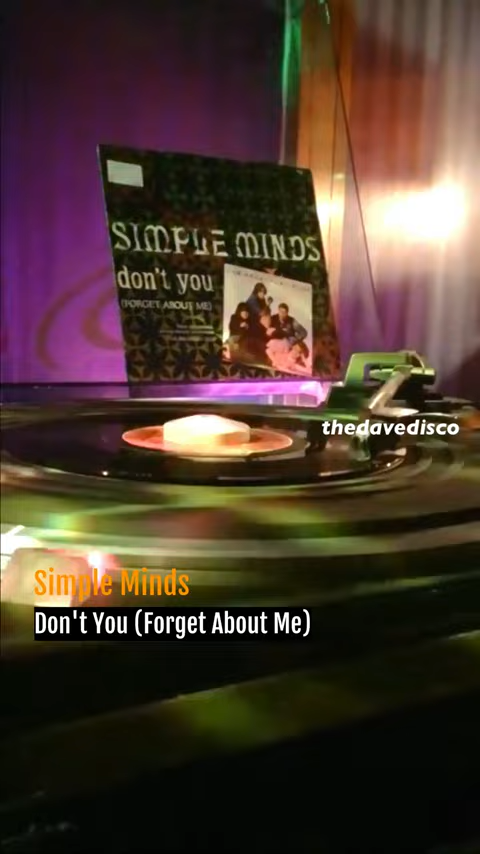 SIMPLE MINDS
don't you
(FORGET ABOUT ME)
thedavedisco
Simple Minds
Don't You (Forget About Me)